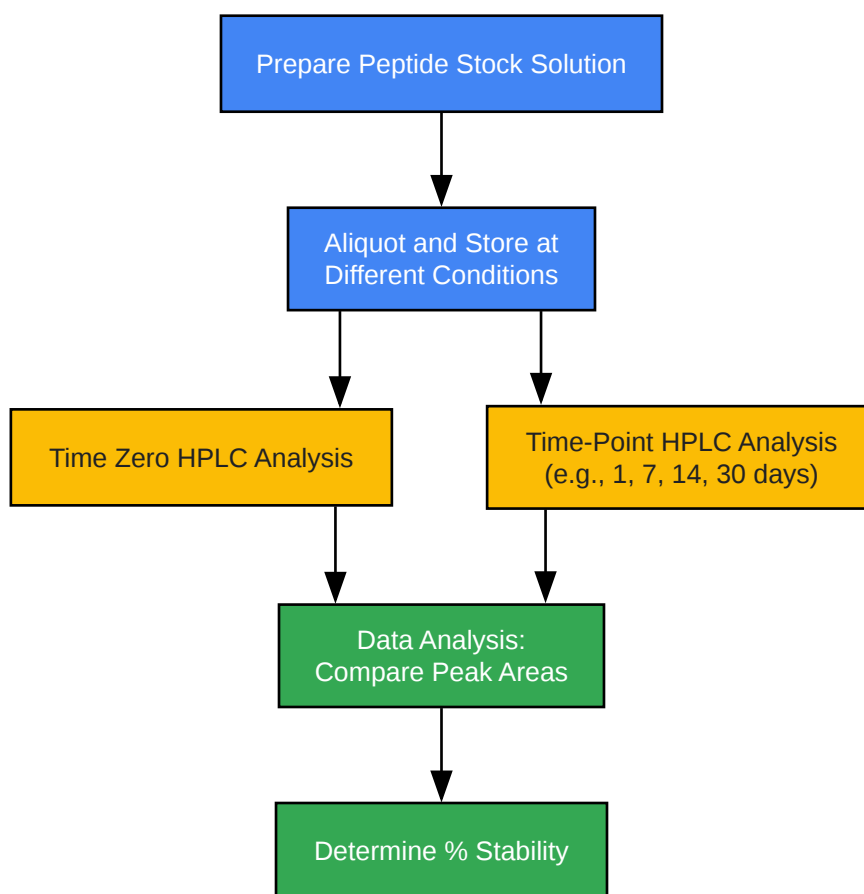 Prepare Peptide Stock Solution
Aliquot and Store at
Different Conditions
Time Zero HPLC Analysis
Time-Point HPLC Analysis
(e.g., 1, 7, 14, 30 days)
Data Analysis:
Compare Peak Areas
Determine % Stability